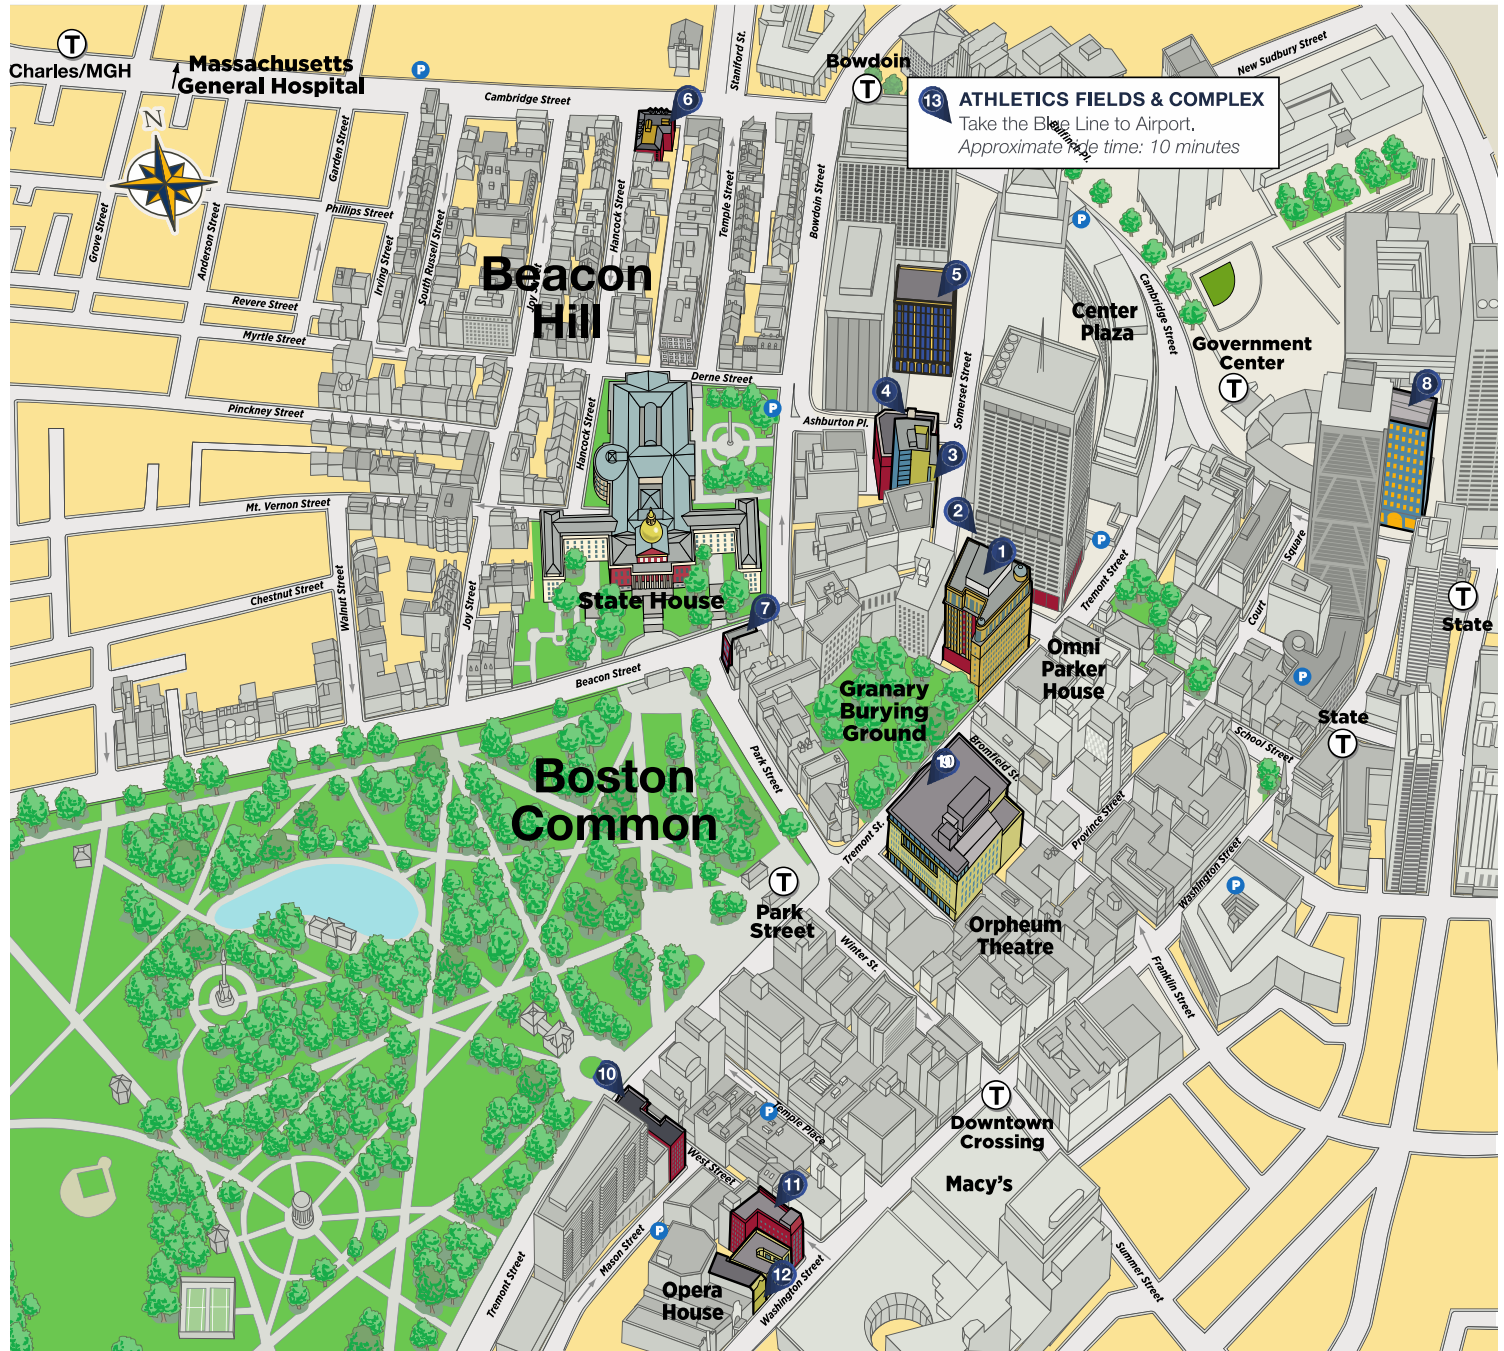 T
Charles/MGH
Massachusetts
General Hospital
N
P
Cambridge Street
Staniford St.
Bowdoin
T
New Sudbury Street
13 ATHLETICS FIELDS & COMPLEX
Take the Blue Line to Airport.
Approximate ride time: 10 minutes
Bulfinch Pl.
6
Garden Street
Phillips Street
Grove Street
Anderson Street
Irving Street
South Russell Street
Joy Street
Hancock Street
Temple Street
Bowdoin Street
P
Revere Street
Myrtle Street
Beacon
Hill
5
Center
Plaza
Cambridge Street
Government
Center
T
Somerset Street
Derne Street
Pinckney Street
Hancock Street
P
4
8
Ashburton Pl.
3
Mt. Vernon Street
2
1
P
Tremont Street
Square
Court
Chestnut Street
Walnut Street
Joy Street
State House
7
T
State
Omni
Parker
House
Beacon Street
Granary
Burying
Ground
P
State
T
School Street
Park Street
Bromfield St.
Boston
Common
Tremont St.
Province Street
Washington Street
P
T
Park
Street
Orpheum
Theatre
Winter St.
Franklin Street
10
T
Downtown
Crossing
P
Temple Place
West Street
Macy's
11
P
Mason Street
12
Opera
House
Washington Street
Tremont Street
Summer Street